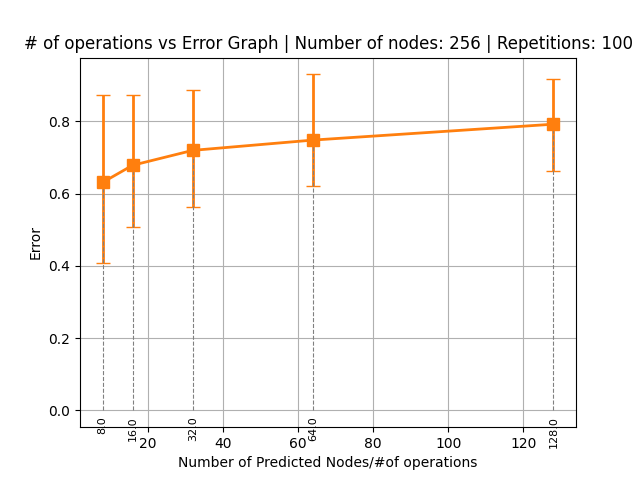 # of operations vs Error Graph | Number of nodes: 256 | Repetitions: 100
0.8
0.6
0.4
0.2
0.0
Error
8.0
16.0
32.0
64.0
128.0
20 40 60 80 100 120
Number of Predicted Nodes/#of operations